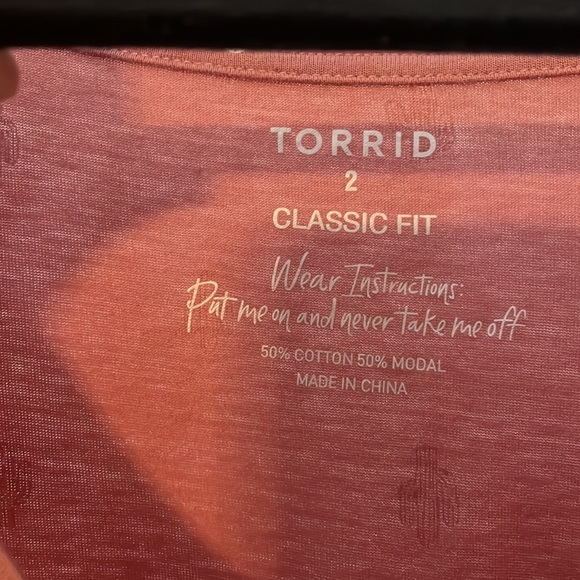 TORRID
2
CLASSIC FIT
Wear Instructions:
Put me on and never take me off
50% COTTON 50% MODAL
MADE IN CHINA